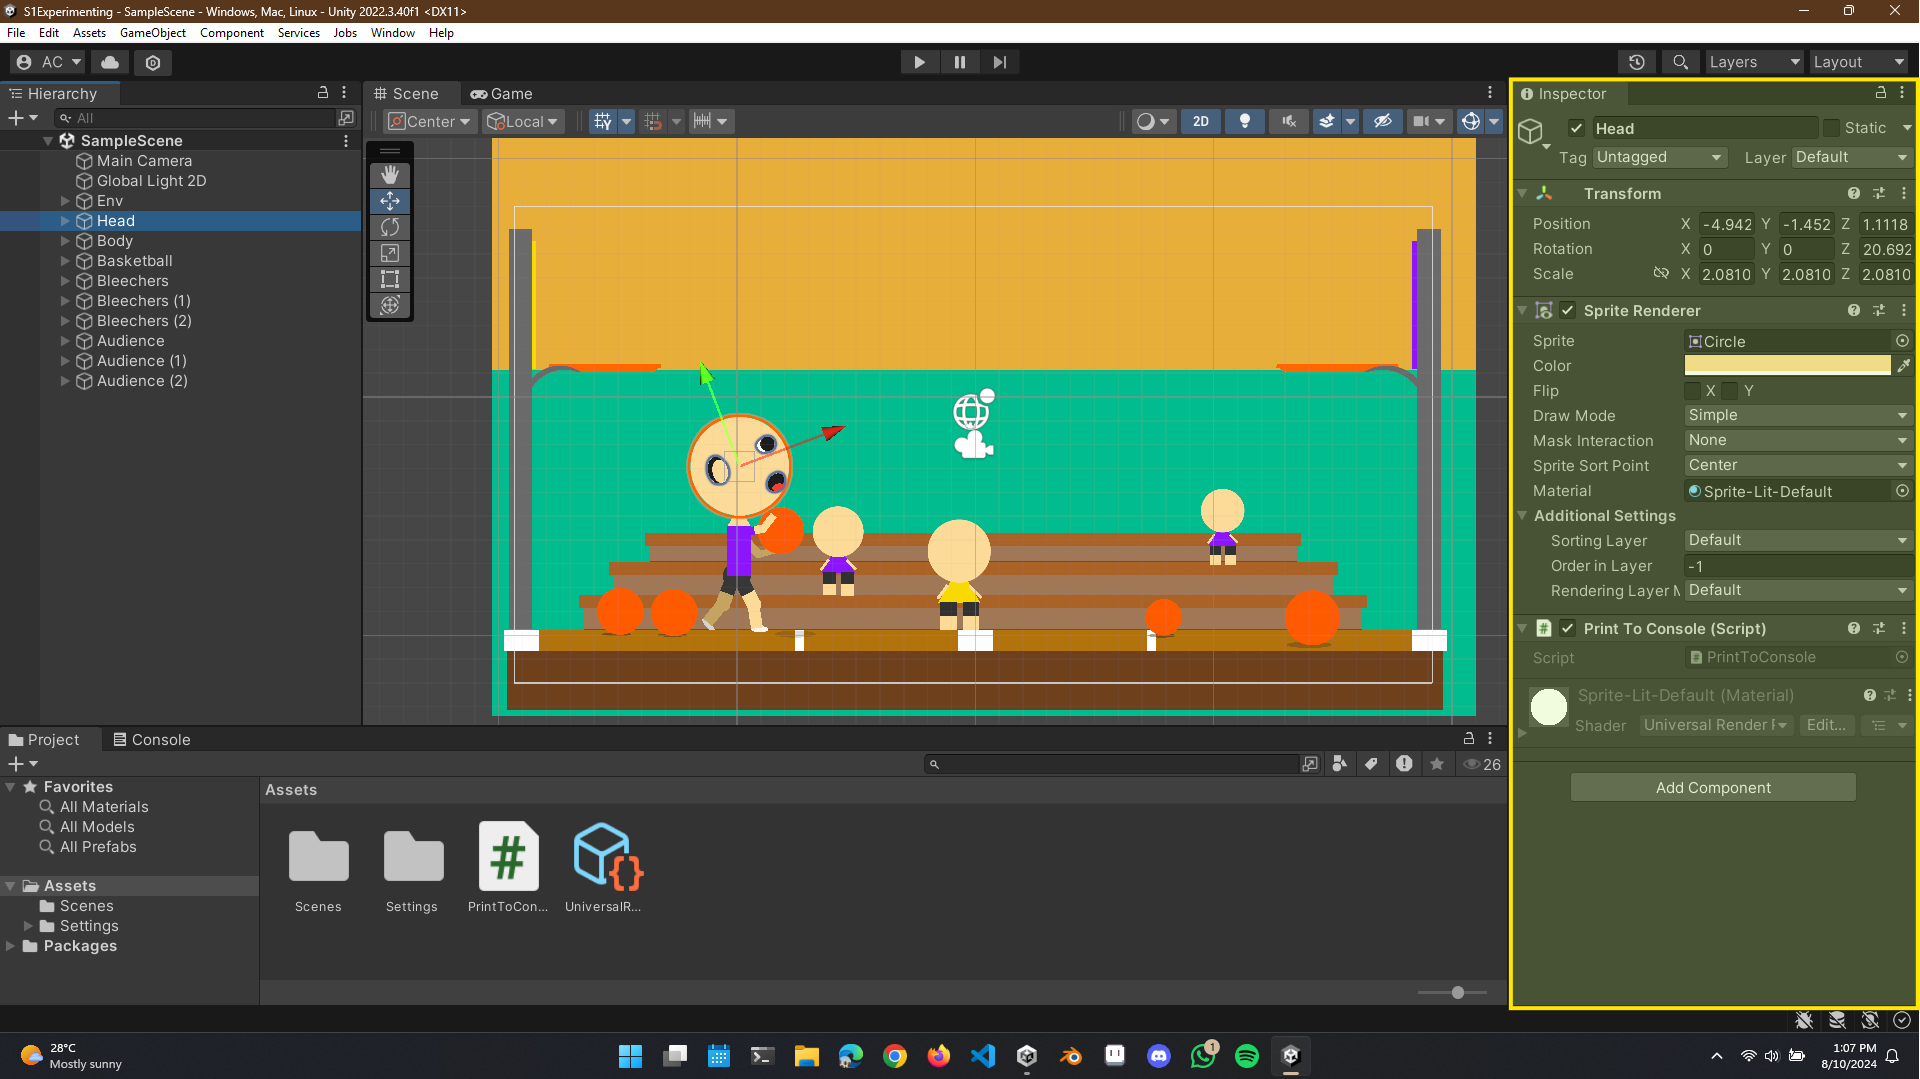 S1Experimenting - SampleScene - Windows, Mac, Linux - Unity 2022.3.40f1 <DX11>
File Edit Assets GameObject Component Services Jobs Window Help
AC Layers Layout
Hierarchy
All
SampleScene
Main Camera
Global Light 2D
Env
Head
Body
Basketball
Bleechers
Bleechers (1)
Bleechers (2)
Audience
Audience (1)
Audience (2)
Scene Game
Center Local 2D
Inspector
Head Static
Tag Untagged Layer Default
Transform
Position X -4.942 Y -1.452 Z 1.1118
Rotation X 0 Y 0 Z 20.692
Scale X 2.0810 Y 2.0810 Z 2.0810
Sprite Renderer
Sprite Circle
Color
Flip X Y
Draw Mode Simple
Mask Interaction None
Sprite Sort Point Center
Material Sprite-Lit-Default
Additional Settings
Sorting Layer Default
Order in Layer -1
Rendering Layer M Default
# Print To Console (Script)
Script # PrintToConsole
Sprite-Lit-Default (Material)
Shader Universal Render F Edit...
Add Component
Project Console
26
Favorites
All Materials
All Models
All Prefabs
Assets
Scenes
Settings
Packages
Assets
#
{}
Scenes Settings PrintToCon... UniversalR...
28°C
Mostly sunny
1
1:07 PM
8/10/2024